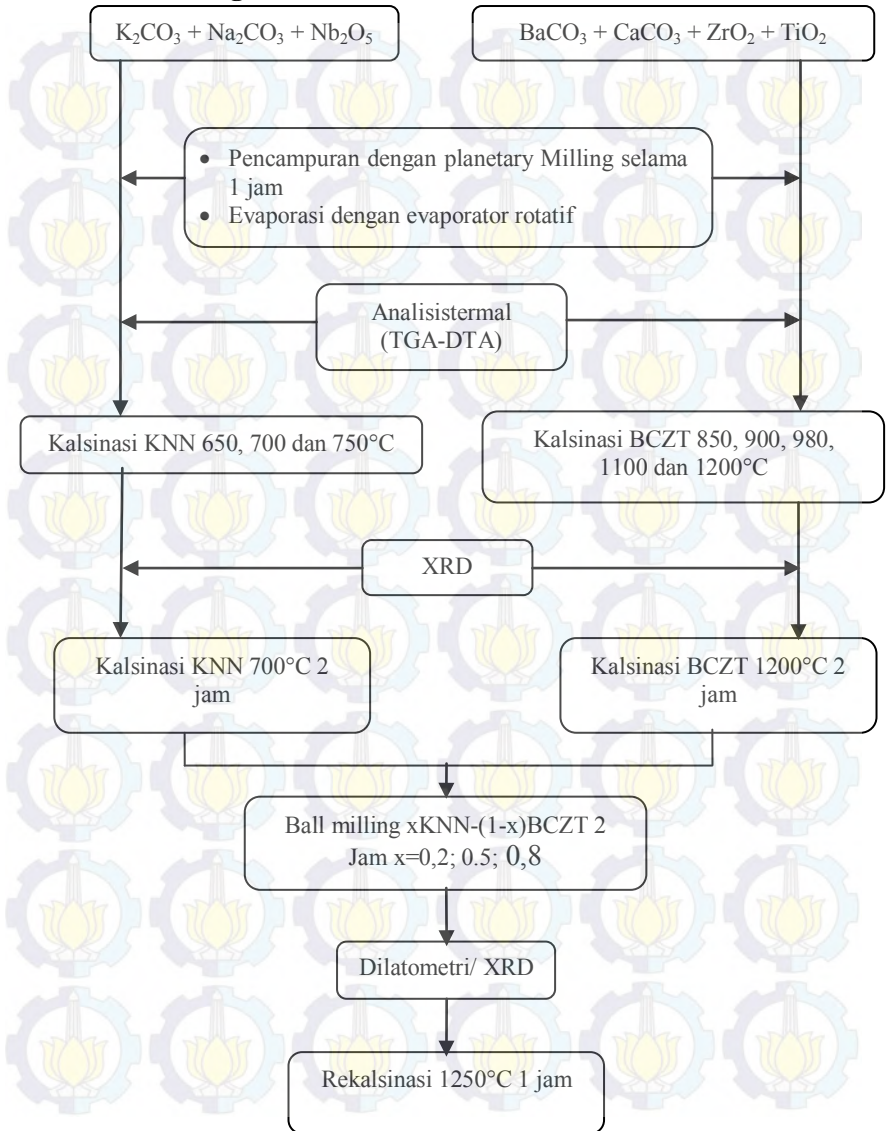 K₂CO₃ + Na₂CO₃ + Nb₂O₅
BaCO₃ + CaCO₃ + ZrO₂ + TiO₂
• Pencampuran dengan planetary Milling selama
1 jam
• Evaporasi dengan evaporator rotatif
Analisistermal
(TGA-DTA)
Kalsinasi KNN 650, 700 dan 750°C
Kalsinasi BCZT 850, 900, 980,
1100 dan 1200°C
XRD
Kalsinasi KNN 700°C 2
jam
Kalsinasi BCZT 1200°C 2
jam
Ball milling xKNN-(1-x)BCZT 2
Jam x=0,2; 0.5; 0,8
Dilatometri/ XRD
Rekalsinasi 1250°C 1 jam